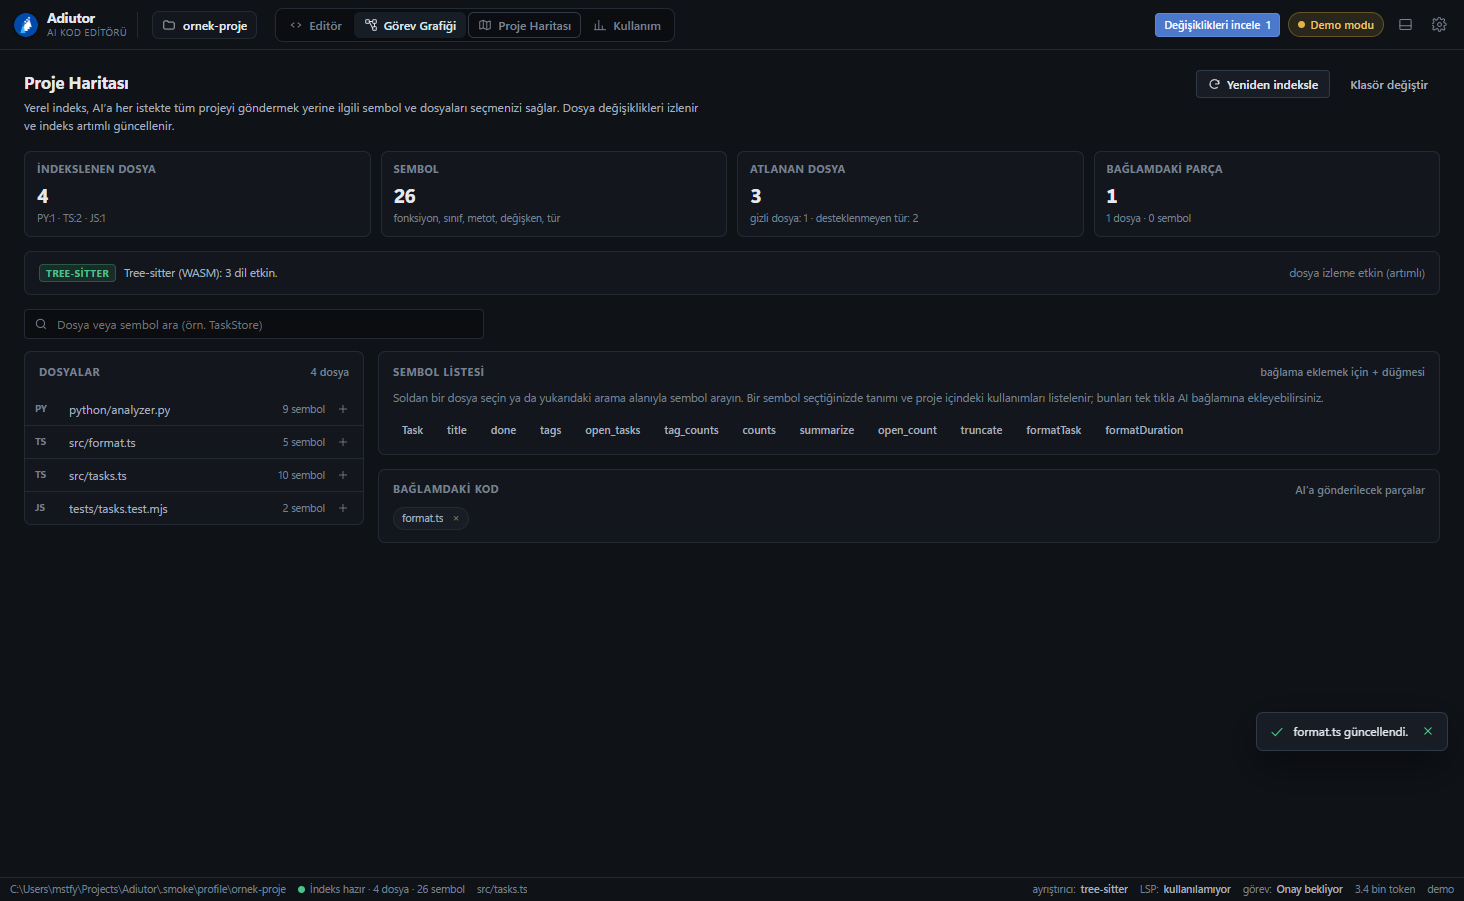 Adiutor
AI KOD EDİTÖRÜ
ornek-proje
Editör
Görev Grafiği
Proje Haritası
Kullanım
Değişiklikleri incele 1
Demo modu
Proje Haritası
Yerel indeks, AI'a her istekte tüm projeyi göndermek yerine ilgili sembol ve dosyaları seçmenizi sağlar. Dosya değişiklikleri izlenir
ve indeks artımlı güncellenir.
Yeniden indeksle
Klasör değiştir
İNDEKSLENEN DOSYA
4
PY:1 · TS:2 · JS:1
SEMBOL
26
fonksiyon, sınıf, metot, değişken, tür
ATLANAN DOSYA
3
gizli dosya: 1 · desteklenmeyen tür: 2
BAĞLAMDAKİ PARÇA
1
1 dosya · 0 sembol
TREE-SİTTER Tree-sitter (WASM): 3 dil etkin.
dosya izleme etkin (artımlı)
Dosya veya sembol ara (örn. TaskStore)
DOSYALAR 4 dosya
PY python/analyzer.py 9 sembol +
TS src/format.ts 5 sembol +
TS src/tasks.ts 10 sembol +
JS tests/tasks.test.mjs 2 sembol +
SEMBOL LİSTESİ bağlama eklemek için + düğmesi
Soldan bir dosya seçin ya da yukarıdaki arama alanıyla sembol arayın. Bir sembol seçtiğinizde tanımı ve proje içindeki kullanımları listelenir; bunları tek tıkla AI bağlamına ekleyebilirsiniz.
Task title done tags open_tasks tag_counts counts summarize open_count truncate formatTask formatDuration
BAĞLAMDAKİ KOD AI'a gönderilecek parçalar
format.ts ×
format.ts güncellendi. ×
C:\Users\mstfy\Projects\Adiutor\.smoke\profile\ornek-proje İndeks hazır · 4 dosya · 26 sembol src/tasks.ts
ayrıştırıcı: tree-sitter LSP: kullanılamıyor görev: Onay bekliyor 3.4 bin token demo